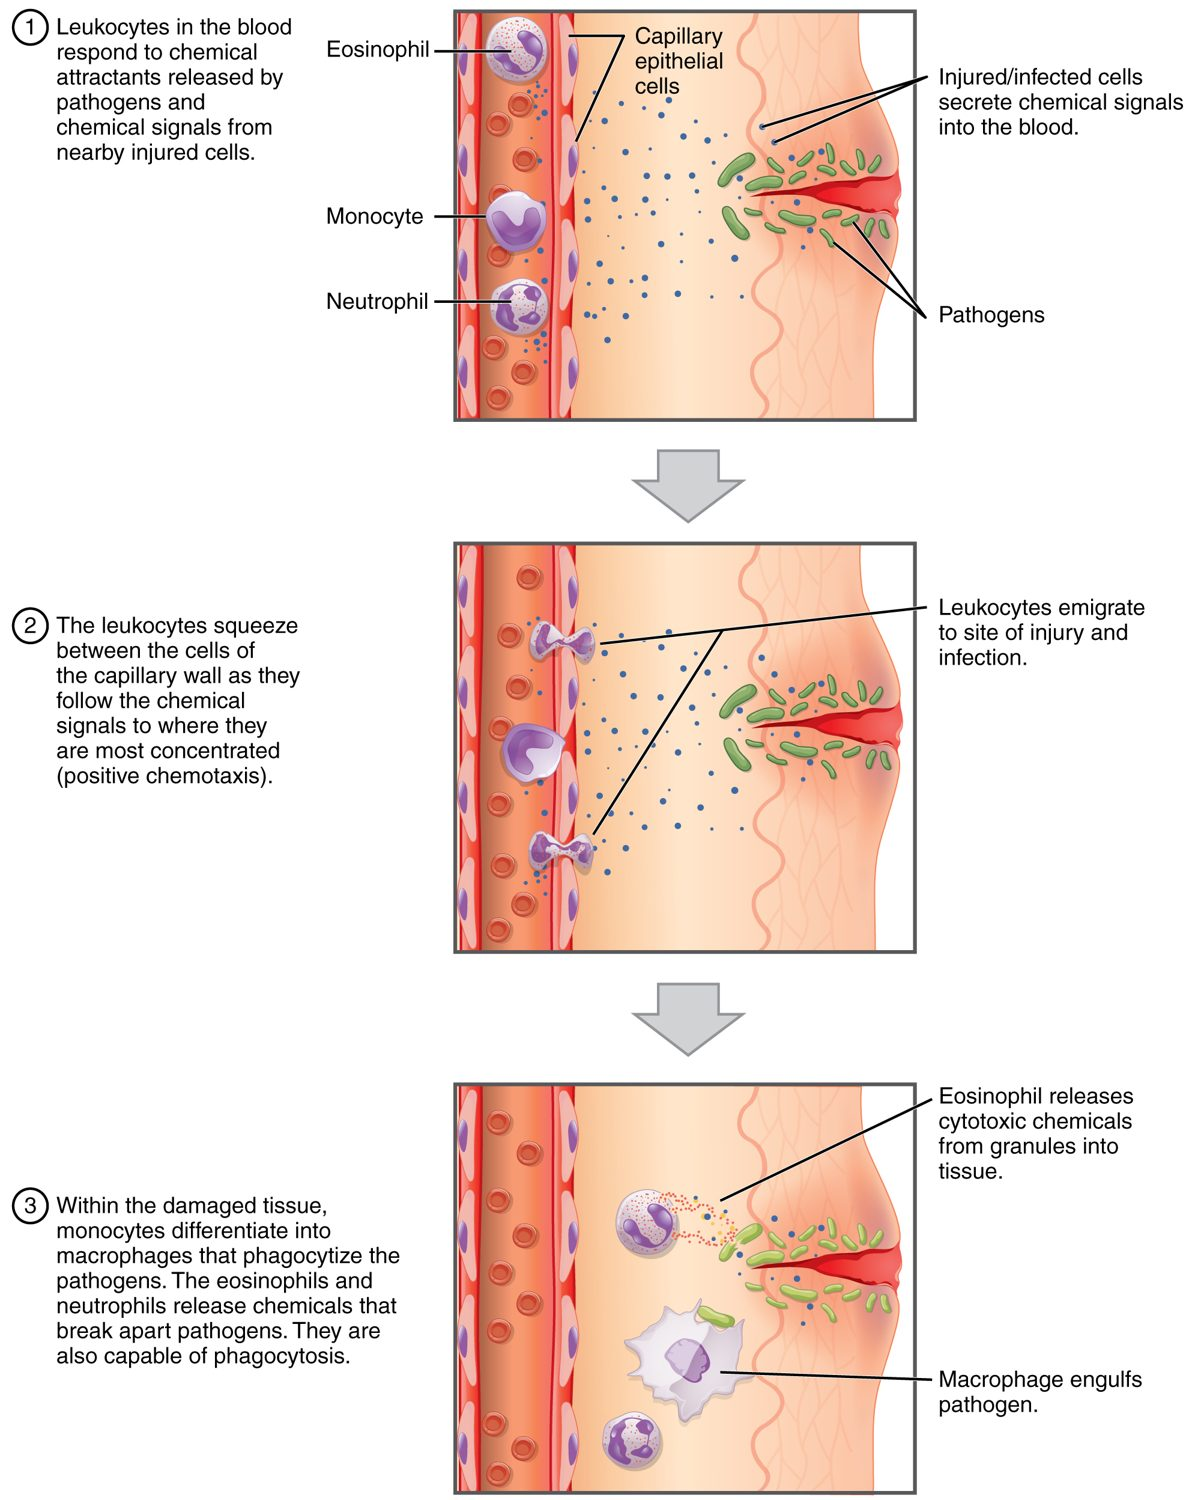 1
Leukocytes in the blood
respond to chemical
attractants released by
pathogens and
chemical signals from
nearby injured cells.
Eosinophil
Monocyte
Neutrophil
Capillary
epithelial
cells
Injured/infected cells
secrete chemical signals
into the blood.
Pathogens
2
The leukocytes squeeze
between the cells of
the capillary wall as they
follow the chemical
signals to where they
are most concentrated
(positive chemotaxis).
Leukocytes emigrate
to site of injury and
infection.
3
Within the damaged tissue,
monocytes differentiate into
macrophages that phagocytize the
pathogens. The eosinophils and
neutrophils release chemicals that
break apart pathogens. They are
also capable of phagocytosis.
Eosinophil releases
cytotoxic chemicals
from granules into
tissue.
Macrophage engulfs
pathogen.